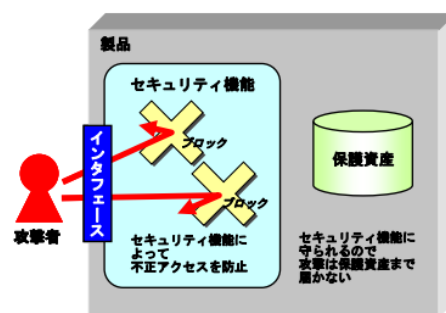 製品
セキュリティ機能
ブロック
インタフェース
保護資産
ブロック
攻撃者
セキュリティ機能に
よって
不正アクセスを防止
セキュリティ機能に
守られるので
攻撃は保護資産まで
届かない